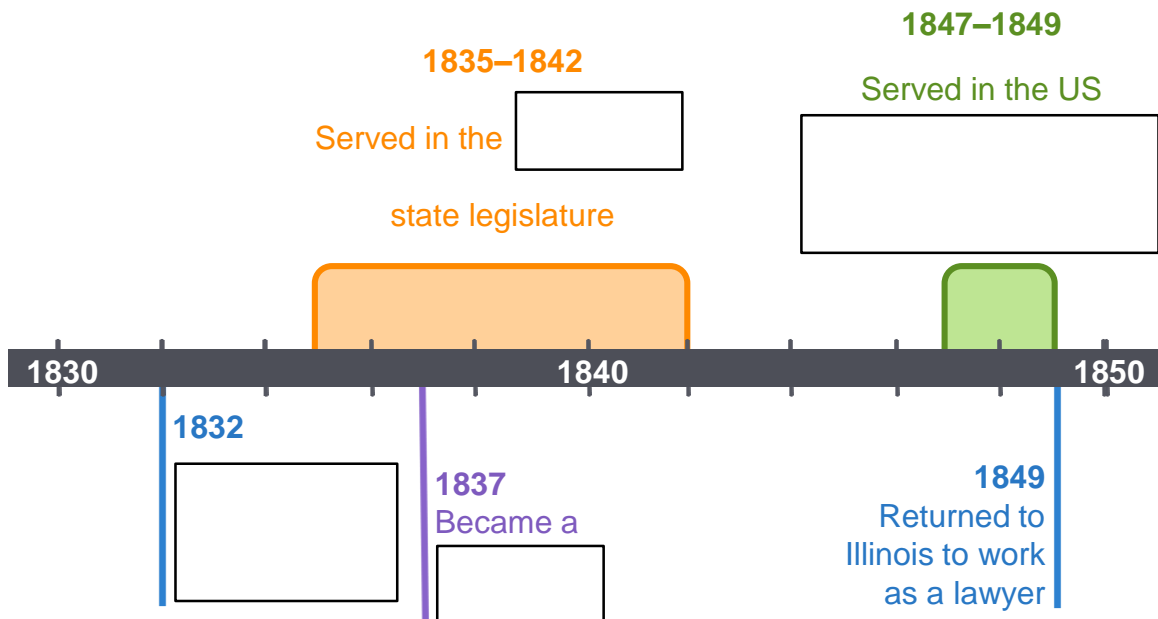 1847–1849
Served in the US
1835–1842
Served in the
state legislature
1830
1840
1850
1832
1837
Became a
1849
Returned to
Illinois to work
as a lawyer